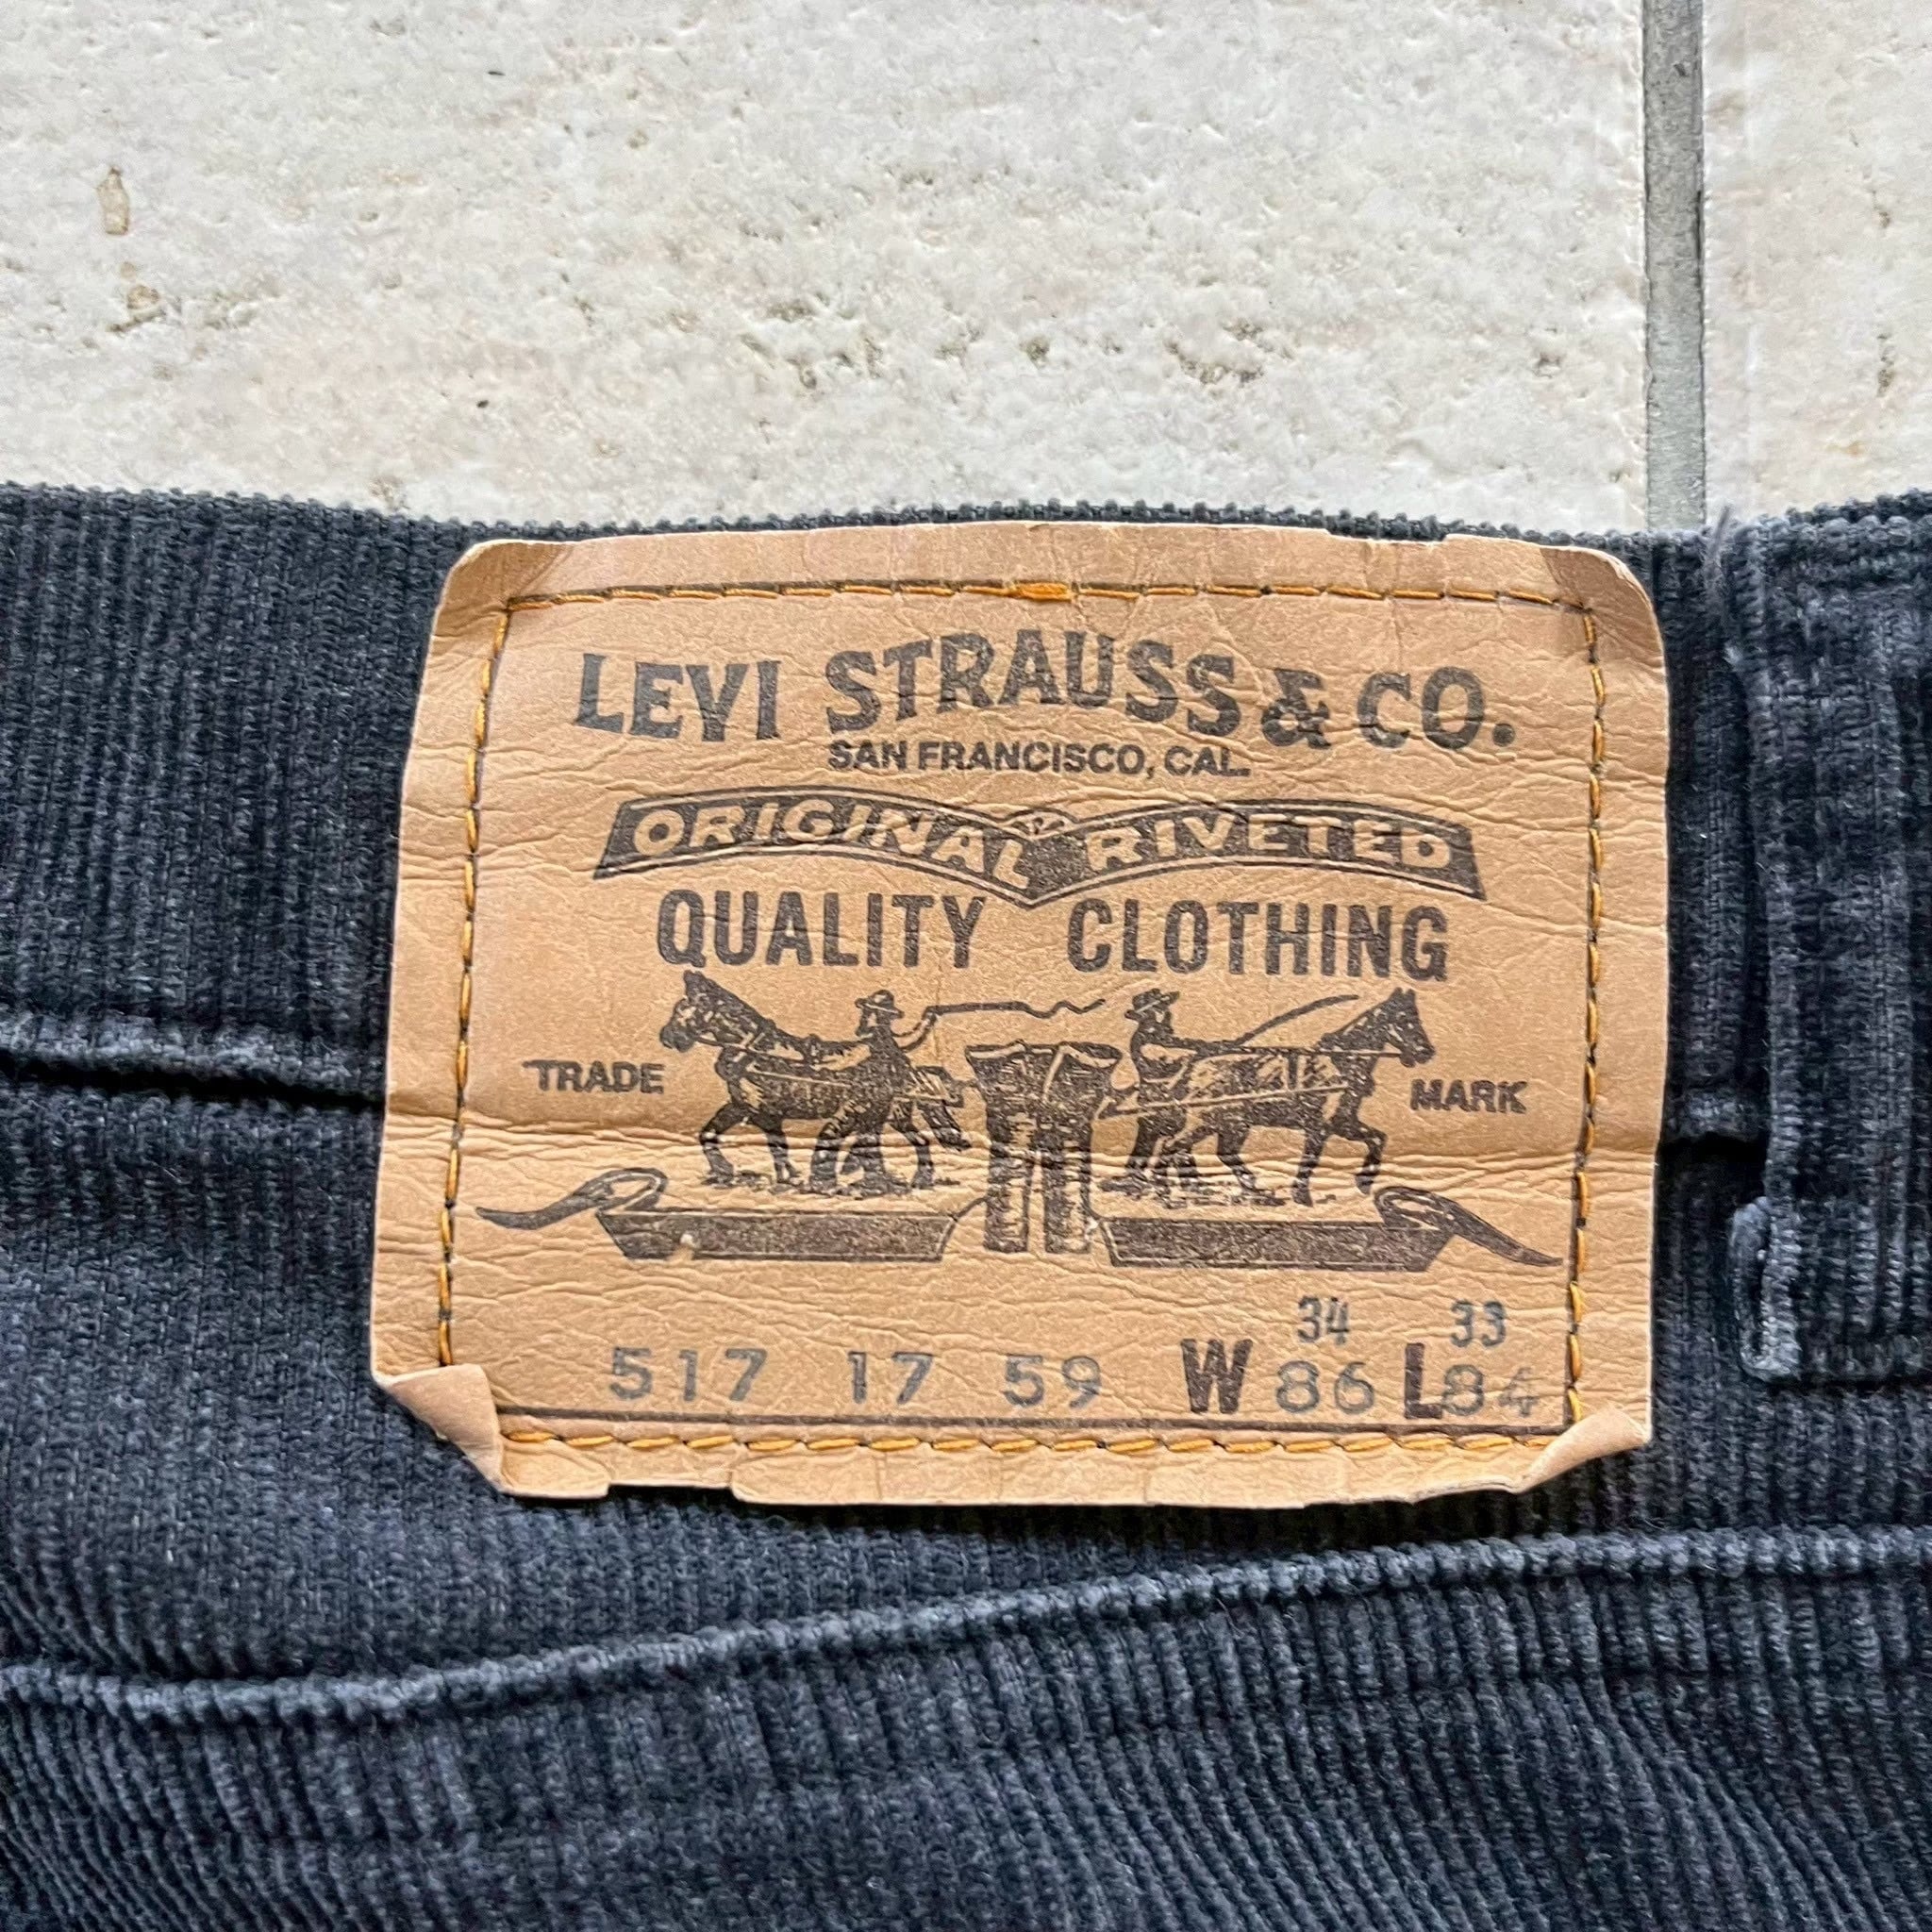 LEVI STRAUSS & CO.
SAN FRANCISCO, CAL.
ORIGINAL RIVETED
QUALITY CLOTHING
TRADE MARK
34 33
517 17 59 W 86 L 84